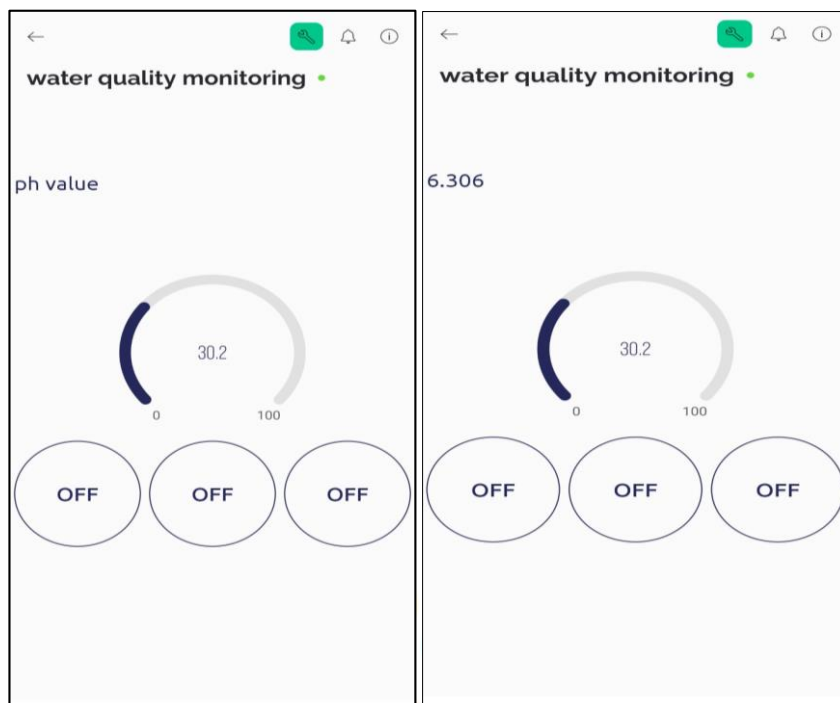 water quality monitoring
ph value
30.2
0 100
OFF OFF OFF
water quality monitoring
6.306
30.2
0 100
OFF OFF OFF